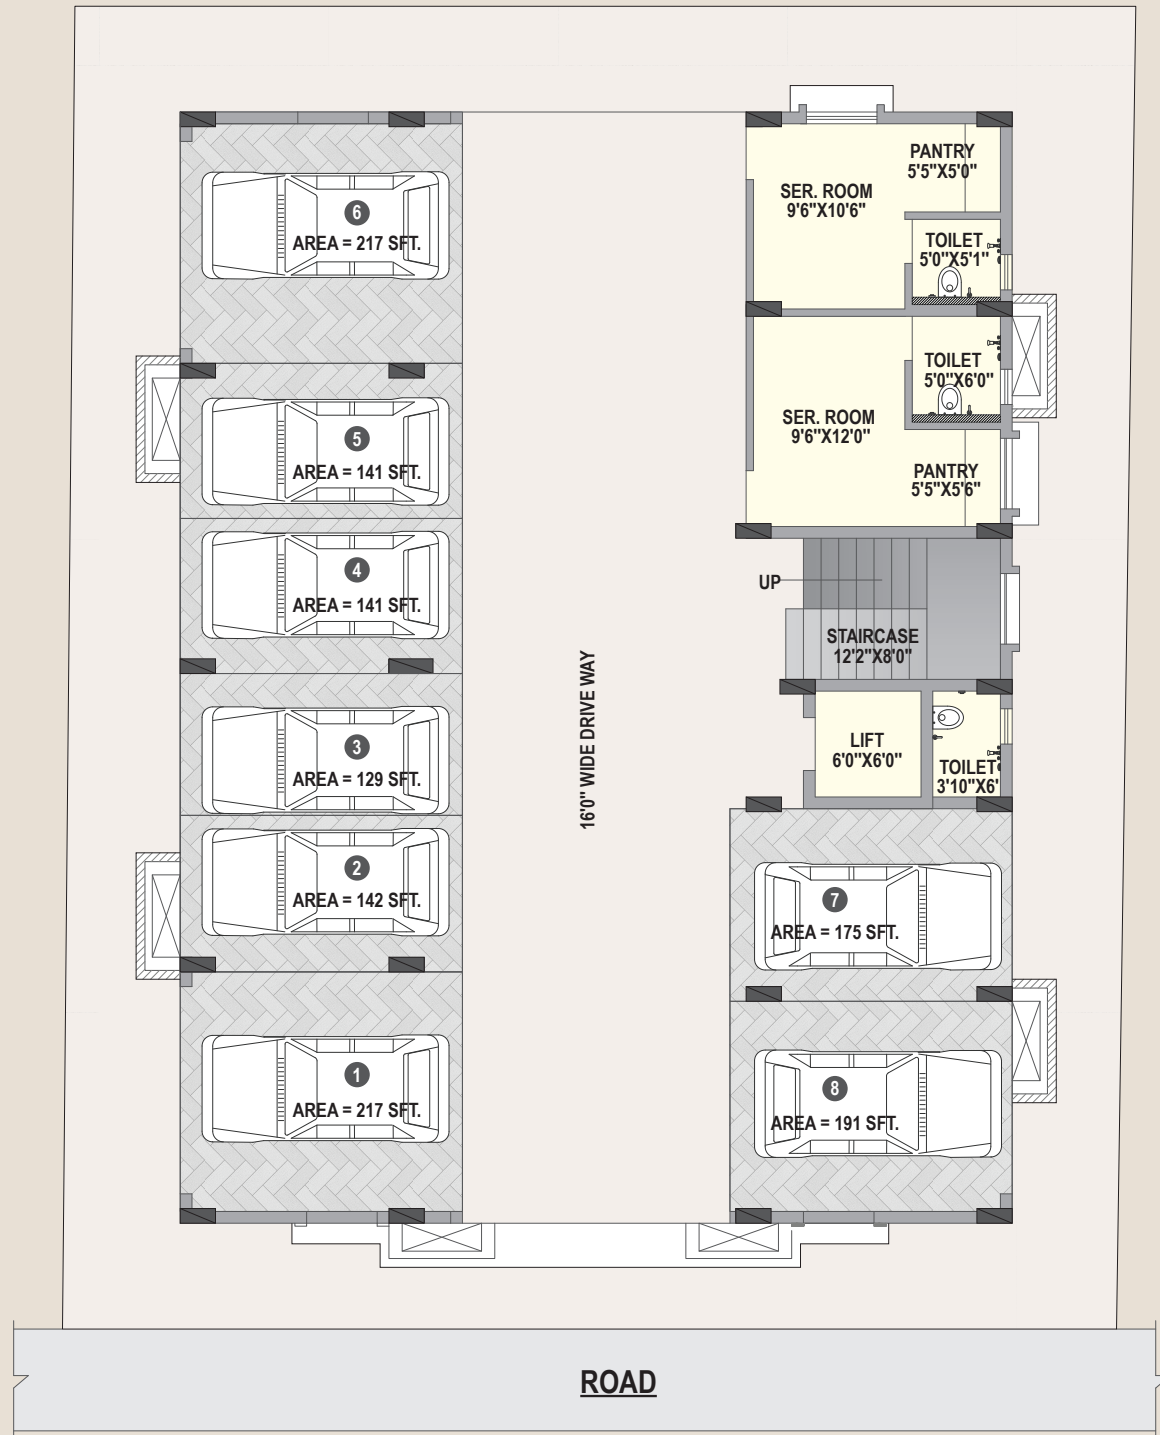 6
AREA = 217 SFT.
5
AREA = 141 SFT.
4
AREA = 141 SFT.
3
AREA = 129 SFT.
2
AREA = 142 SFT.
1
AREA = 217 SFT.
16'0" WIDE DRIVE WAY
PANTRY
5'5"X5'0"
SER. ROOM
9'6"X10'6"
TOILET
5'0"X5'1"
TOILET
5'0"X6'0"
SER. ROOM
9'6"X12'0"
PANTRY
5'5"X5'6"
UP
STAIRCASE
12'2"X8'0"
LIFT
6'0"X6'0"
TOILET
3'10"X6'
7
AREA = 175 SFT.
8
AREA = 191 SFT.
ROAD